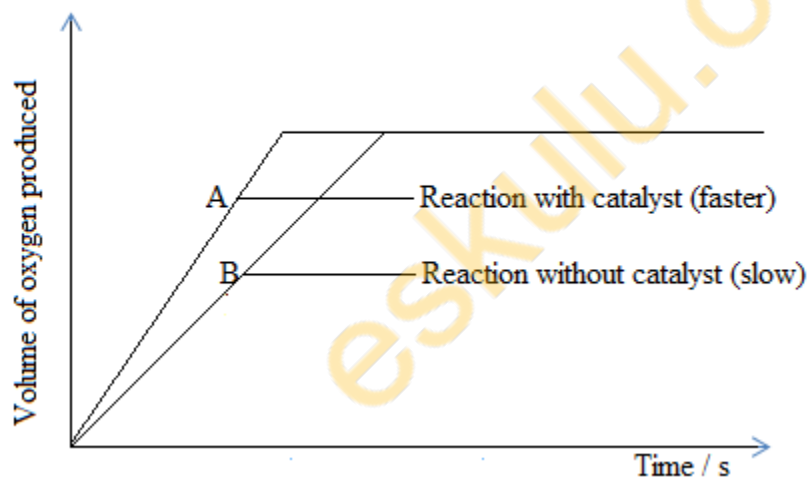 Volume of oxygen produced
A
Reaction with catalyst (faster)
B
Reaction without catalyst (slow)
Time / s
eskulu.o